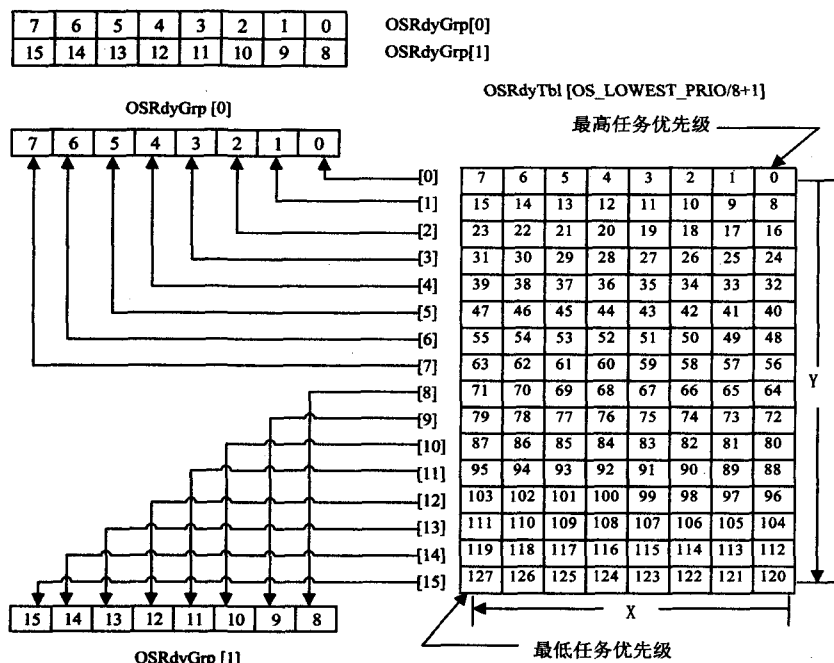 7 6 5 4 3 2 1 0 OSRdyGrp[0]
15 14 13 12 11 10 9 8 OSRdyGrp[1]
OSRdyTbl [OS_LOWEST_PRIO/8+1]
OSRdyGrp [0]
最高任务优先级
7 6 5 4 3 2 1 0
[0] 7 6 5 4 3 2 1 0
[1] 15 14 13 12 11 10 9 8
[2] 23 22 21 20 19 18 17 16
[3] 31 30 29 28 27 26 25 24
[4] 39 38 37 36 35 34 33 32
[5] 47 46 45 44 43 42 41 40
[6] 55 54 53 52 51 50 49 48
[7] 63 62 61 60 59 58 57 56
Y
[8] 71 70 69 68 67 66 65 64
[9] 79 78 77 76 75 74 73 72
[10] 87 86 85 84 83 82 81 80
[11] 95 94 93 92 91 90 89 88
[12] 103 102 101 100 99 98 97 96
[13] 111 110 109 108 107 106 105 104
[14] 119 118 117 116 115 114 113 112
[15] 127 126 125 124 123 122 121 120
X
15 14 13 12 11 10 9 8
最低任务优先级
OSRdyGrp [1]